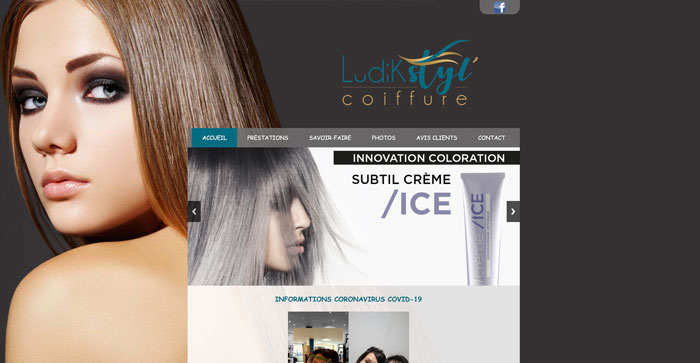 LudiKstyl'
coiffure
ACCUEIL PRESTATIONS SAVOIR-FAIRE PHOTOS AVIS CLIENTS CONTACT
INNOVATION COLORATION
SUBTIL CRÈME
/ICE
crème/ICE
INFORMATIONS CORONAVIRUS COVID-19